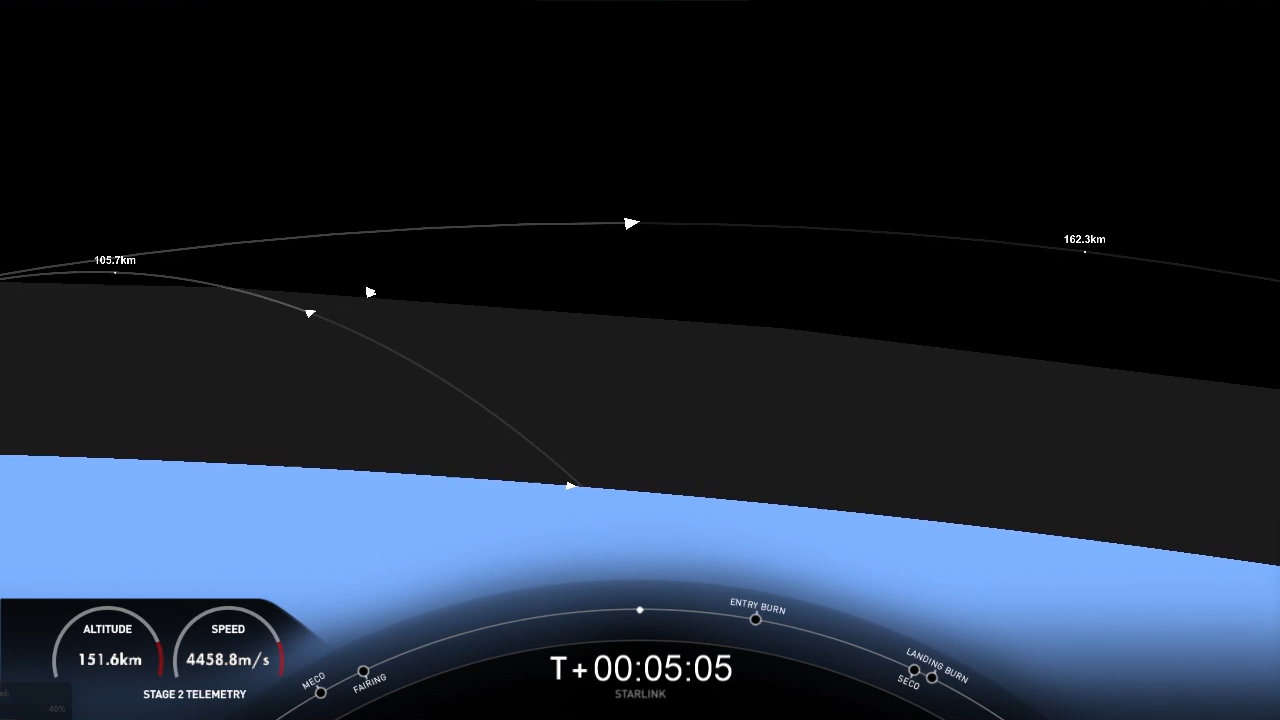 162.3km
105.7km
ENTRY BURN
ALTITUDE
SPEED
151.6km
4458.8m/s
STAGE 2 TELEMETRY
MECO
FAIRING
T+00:05:05
STARLINK
LANDING BURN
SECO
40%